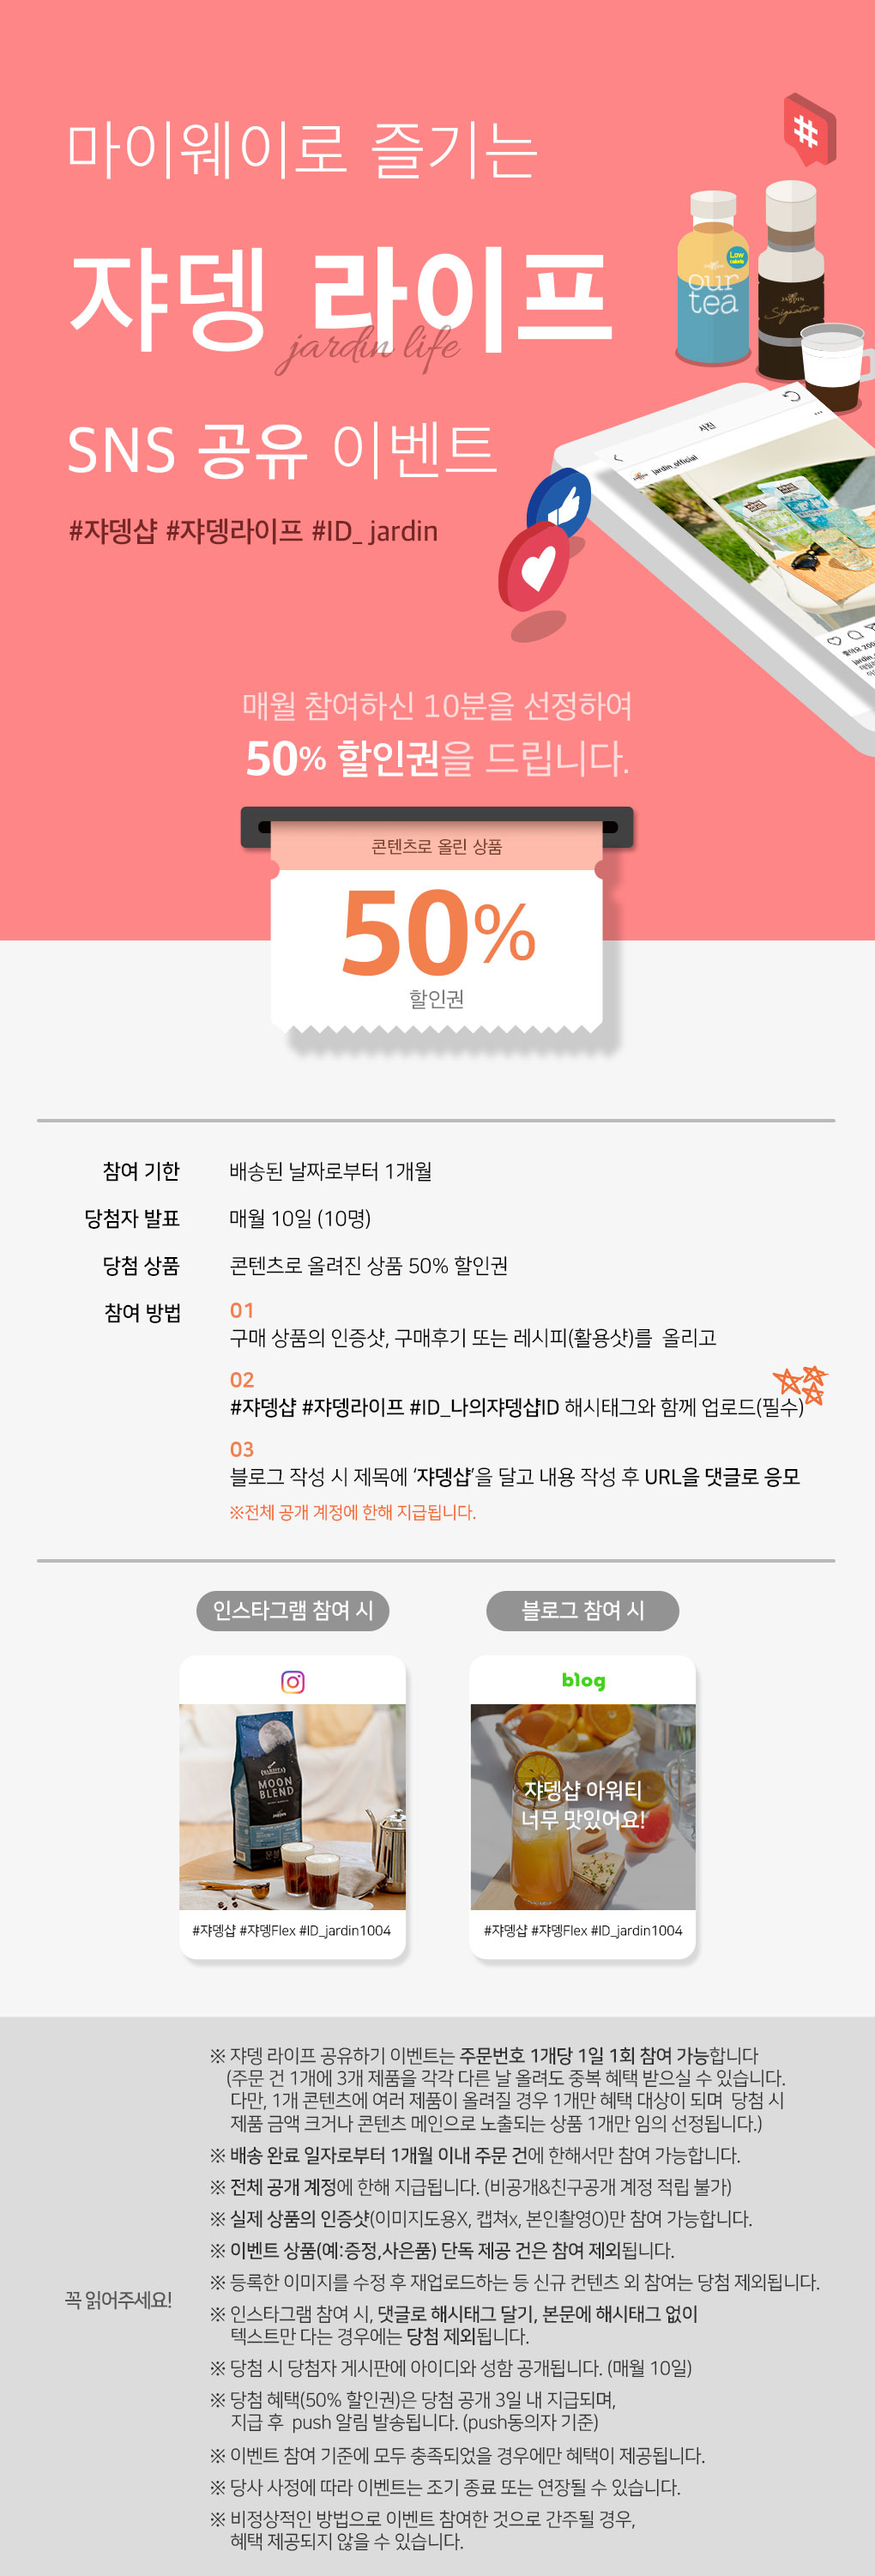 마이웨이로 즐기는
쟈뎅 라이프
jardin life
SNS 공유 이벤트
#쟈뎅샵 #쟈뎅라이프 #ID_ jardin
#
Low
calorie
our
tea
JARDIN
Signature
사진
jardin_official
매월 참여하신 10분을 선정하여
50% 할인권을 드립니다.
콘텐츠로 올린 상품
50%
할인권
참여 기한
배송된 날짜로부터 1개월
당첨자 발표
매월 10일 (10명)
당첨 상품
콘텐츠로 올려진 상품 50% 할인권
참여 방법
01
구매 상품의 인증샷, 구매후기 또는 레시피(활용샷)를 올리고
02
#쟈뎅샵 #쟈뎅라이프 #ID_나의쟈뎅샵ID 해시태그와 함께 업로드(필수)
03
블로그 작성 시 제목에 ‘쟈뎅샵’을 달고 내용 작성 후 URL을 댓글로 응모
※전체 공개 계정에 한해 지급됩니다.
인스타그램 참여 시
블로그 참여 시
blog
MOON
BLEND
쟈뎅샵 아워티
너무 맛있어요!
#쟈뎅샵 #쟈뎅Flex #ID_jardin1004
#쟈뎅샵 #쟈뎅Flex #ID_jardin1004
꼭 읽어주세요!
※ 쟈뎅 라이프 공유하기 이벤트는 주문번호 1개당 1일 1회 참여 가능합니다
(주문 건 1개에 3개 제품을 각각 다른 날 올려도 중복 혜택 받으실 수 있습니다.
다만, 1개 콘텐츠에 여러 제품이 올려질 경우 1개만 혜택 대상이 되며 당첨 시
제품 금액 크거나 콘텐츠 메인으로 노출되는 상품 1개만 임의 선정됩니다.)
※ 배송 완료 일자로부터 1개월 이내 주문 건에 한해서만 참여 가능합니다.
※ 전체 공개 계정에 한해 지급됩니다. (비공개&친구공개 계정 적립 불가)
※ 실제 상품의 인증샷(이미지도용X, 캡쳐x, 본인촬영O)만 참여 가능합니다.
※ 이벤트 상품(예:증정,사은품) 단독 제공 건은 참여 제외됩니다.
※ 등록한 이미지를 수정 후 재업로드하는 등 신규 컨텐츠 외 참여는 당첨 제외됩니다.
※ 인스타그램 참여 시, 댓글로 해시태그 달기, 본문에 해시태그 없이
텍스트만 다는 경우에는 당첨 제외됩니다.
※ 당첨 시 당첨자 게시판에 아이디와 성함 공개됩니다. (매월 10일)
※ 당첨 혜택(50% 할인권)은 당첨 공개 3일 내 지급되며,
지급 후 push 알림 발송됩니다. (push동의자 기준)
※ 이벤트 참여 기준에 모두 충족되었을 경우에만 혜택이 제공됩니다.
※ 당사 사정에 따라 이벤트는 조기 종료 또는 연장될 수 있습니다.
※ 비정상적인 방법으로 이벤트 참여한 것으로 간주될 경우,
혜택 제공되지 않을 수 있습니다.